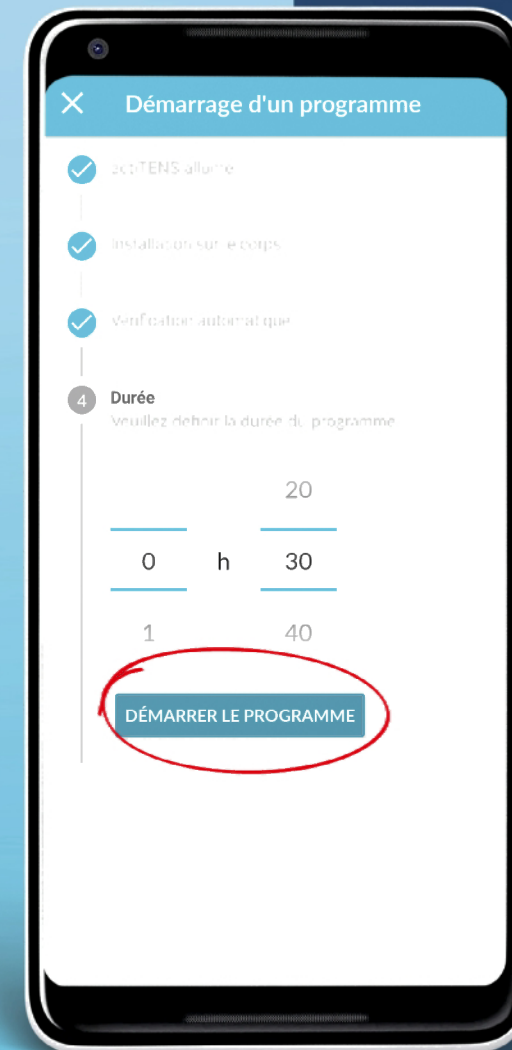 Démarrage d'un programme
actiTENS allumé
Installation sur le corps
Vérification automatique
4
Durée
Veuillez définir la durée du programme
20
0 h 30
1 40
DÉMARRER LE PROGRAMME